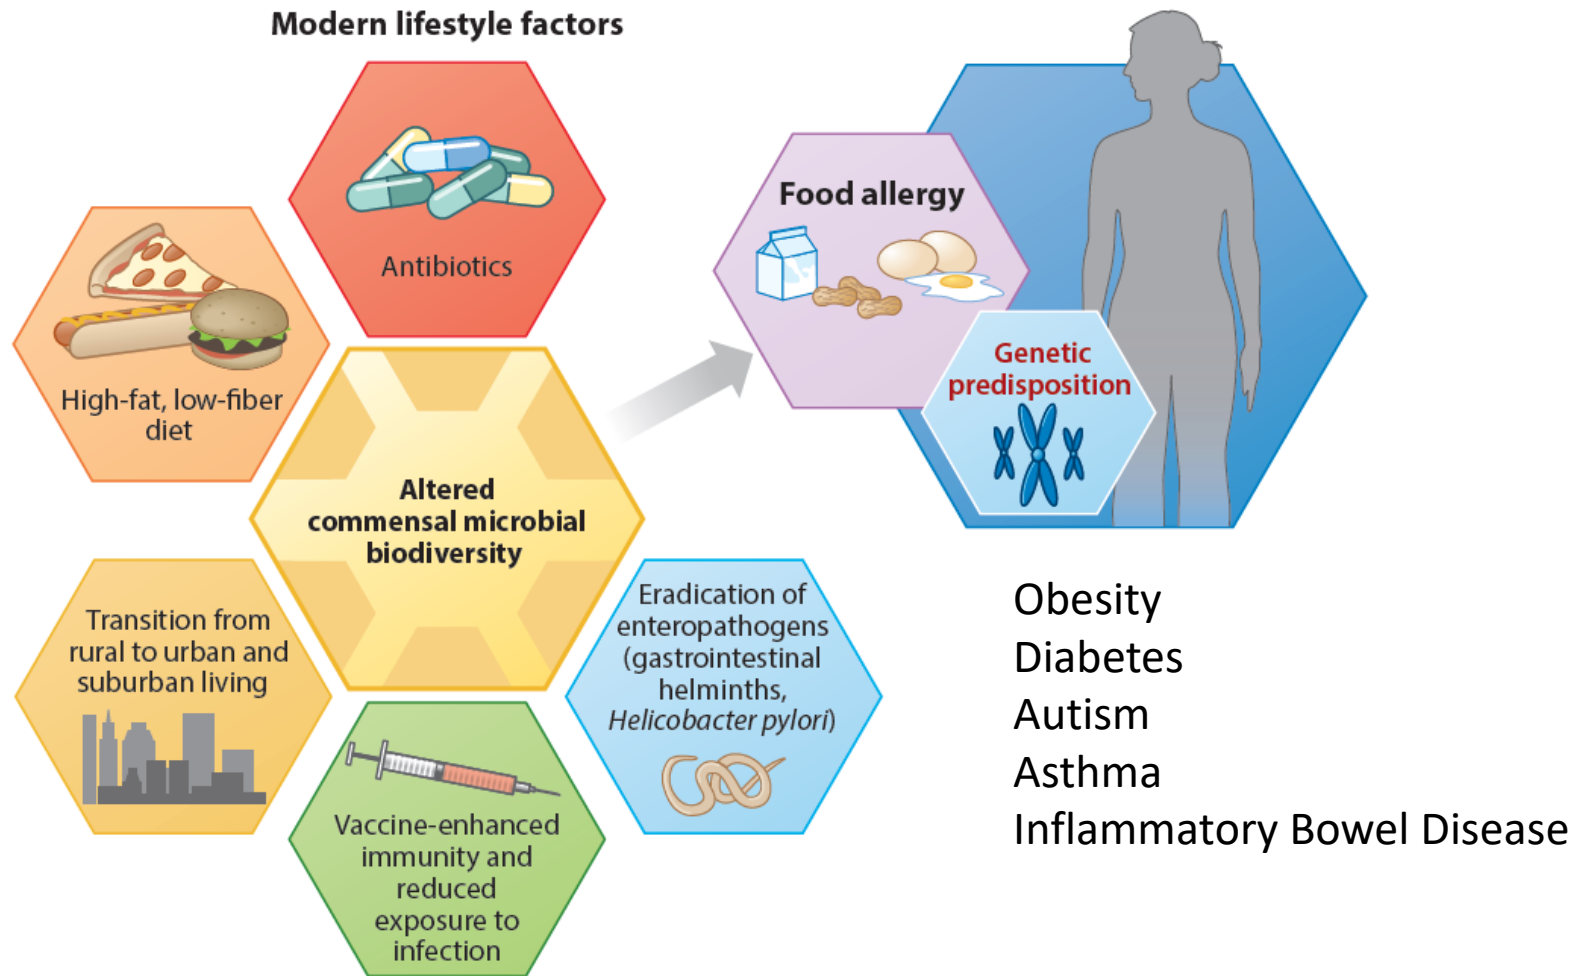 Modern lifestyle factors
Antibiotics
High-fat, low-fiber
diet
Altered
commensal microbial
biodiversity
Transition from
rural to urban and
suburban living
Vaccine-enhanced
immunity and
reduced
exposure to
infection
Eradication of
enteropathogens
(gastrointestinal
helminths,
Helicobacter pylori)
Food allergy
Genetic
predisposition
Obesity
Diabetes
Autism
Asthma
Inflammatory Bowel Disease